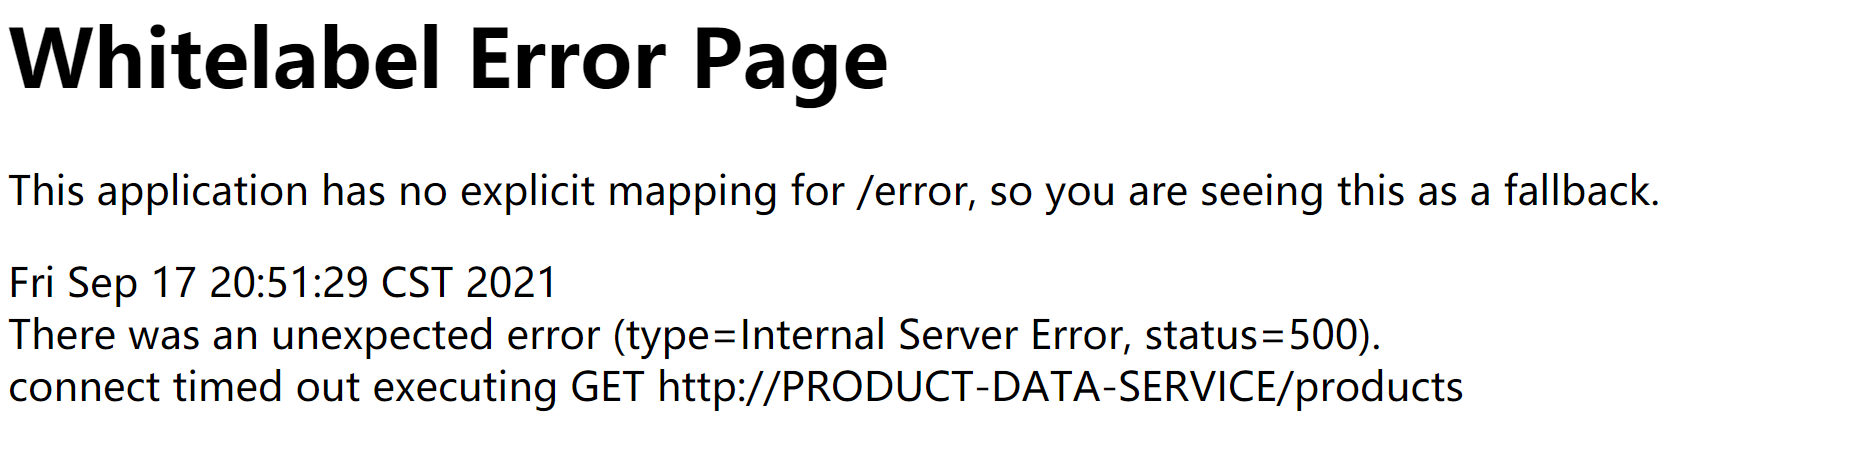 Whitelabel Error Page
This application has no explicit mapping for /error, so you are seeing this as a fallback.
Fri Sep 17 20:51:29 CST 2021
There was an unexpected error (type=Internal Server Error, status=500).
connect timed out executing GET http://PRODUCT-DATA-SERVICE/products